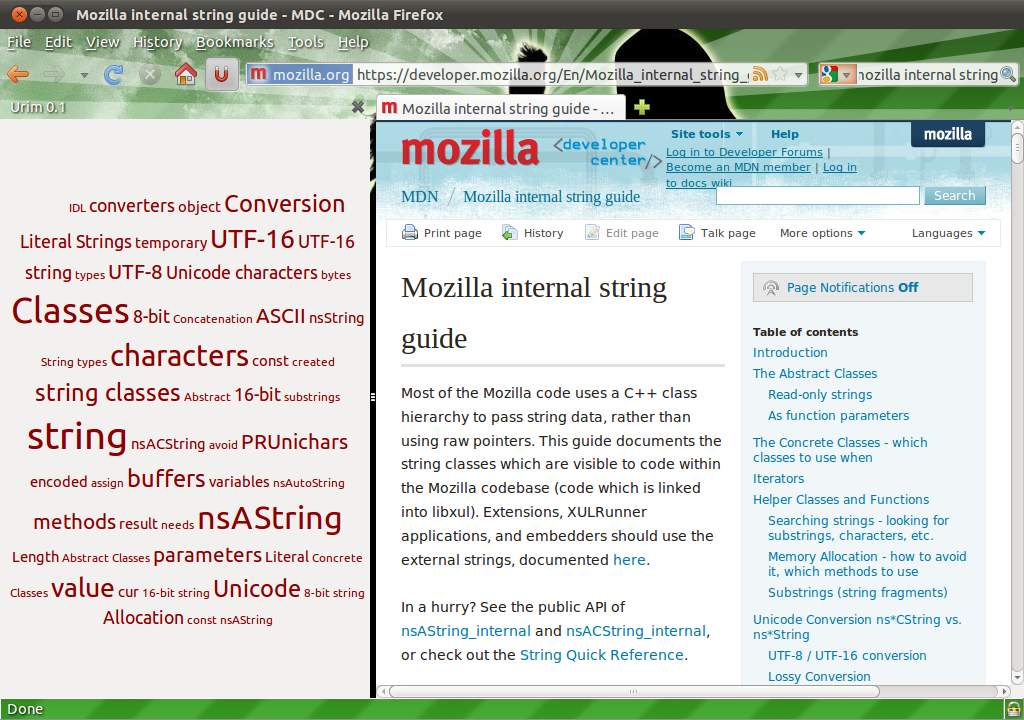 Mozilla internal string guide - MDC - Mozilla Firefox
File Edit View History Bookmarks Tools Help
mozilla.org https://developer.mozilla.org/En/Mozilla_internal_string_ mozilla internal string
Urim 0.1
Mozilla internal string guide - ...
IDL converters object Conversion
Literal Strings temporary UTF-16 UTF-16
string types UTF-8 Unicode characters bytes
Classes 8-bit Concatenation ASCII nsString
String types characters const created
string classes Abstract 16-bit substrings
string nsACString avoid PRUnichars
encoded assign buffers variables nsAutoString
methods result needs nsAString
Length Abstract Classes parameters Literal Concrete
Classes value cur 16-bit string Unicode 8-bit string
Allocation const nsAString
mozilla <developer center/>
Site tools Help
mozilla
Log in to Developer Forums |
Become an MDN member | Log in
to docs wiki
MDN / Mozilla internal string guide
Search
Print page History Edit page Talk page More options Languages
Mozilla internal string
guide
Most of the Mozilla code uses a C++ class
hierarchy to pass string data, rather than
using raw pointers. This guide documents the
string classes which are visible to code within
the Mozilla codebase (code which is linked
into libxul). Extensions, XULRunner
applications, and embedders should use the
external strings, documented here.
In a hurry? See the public API of
nsAString_internal and nsACString_internal,
or check out the String Quick Reference.
Page Notifications Off
Table of contents
Introduction
The Abstract Classes
Read-only strings
As function parameters
The Concrete Classes - which
classes to use when
Iterators
Helper Classes and Functions
Searching strings - looking for
substrings, characters, etc.
Memory Allocation - how to avoid
it, which methods to use
Substrings (string fragments)
Unicode Conversion ns*CString vs.
ns*String
UTF-8 / UTF-16 conversion
Lossy Conversion
Done